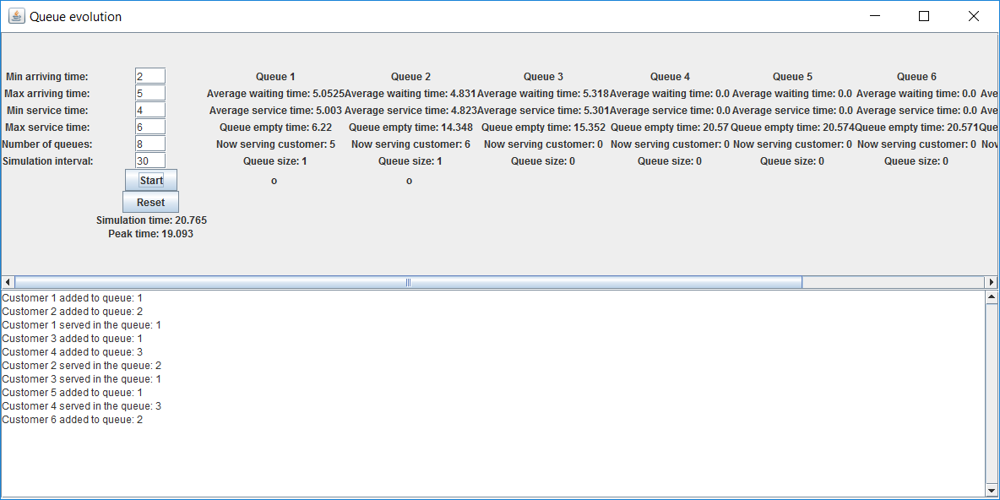 Queue evolution
Min arriving time: 2 Queue 1 Queue 2 Queue 3 Queue 4 Queue 5 Queue 6
Max arriving time: 5 Average waiting time: 5.0525 Average waiting time: 4.831 Average waiting time: 5.318 Average waiting time: 0.0 Average waiting time: 0.0 Average waiting time: 0.0 Ave
Min service time: 4 Average service time: 5.003 Average service time: 4.823 Average service time: 5.301 Average service time: 0.0 Average service time: 0.0 Average service time: 0.0 Ave
Max service time: 6 Queue empty time: 6.22 Queue empty time: 14.348 Queue empty time: 15.352 Queue empty time: 20.57 Queue empty time: 20.574 Queue empty time: 20.571 Que
Number of queues: 8 Now serving customer: 5 Now serving customer: 6 Now serving customer: 0 Now serving customer: 0 Now serving customer: 0 Now serving customer: 0 Nov
Simulation interval: 30 Queue size: 1 Queue size: 1 Queue size: 0 Queue size: 0 Queue size: 0 Queue size: 0
Start o o
Reset
Simulation time: 20.765
Peak time: 19.093
Customer 1 added to queue: 1
Customer 2 added to queue: 2
Customer 1 served in the queue: 1
Customer 3 added to queue: 1
Customer 4 added to queue: 3
Customer 2 served in the queue: 2
Customer 3 served in the queue: 1
Customer 5 added to queue: 1
Customer 4 served in the queue: 3
Customer 6 added to queue: 2